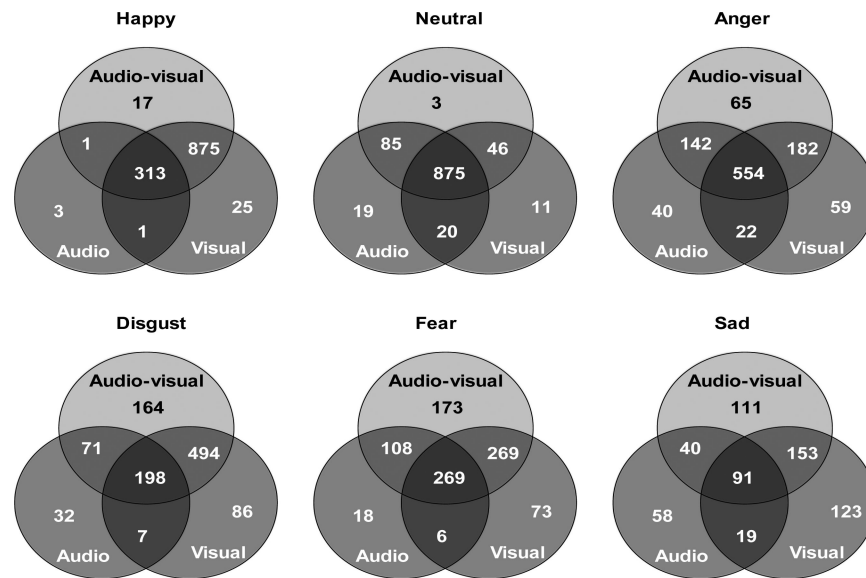 Happy Neutral Anger
Audio-visual Audio-visual Audio-visual
17 3 65
1 875 85 46 142 182
313 875 554
3 25 19 11 40 59
1 20 22
Audio Visual Audio Visual Audio Visual
Disgust Fear Sad
Audio-visual Audio-visual Audio-visual
164 173 111
71 494 108 269 40 153
198 269 91
32 86 18 73 58 123
7 6 19
Audio Visual Audio Visual Audio Visual